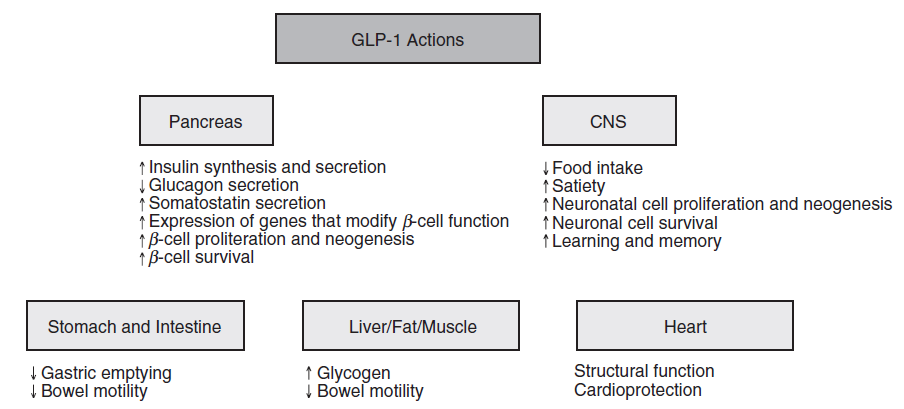 GLP-1 Actions
Pancreas
↑ Insulin synthesis and secretion
↓ Glucagon secretion
↑ Somatostatin secretion
↑ Expression of genes that modify β-cell function
↑ β-cell proliteration and neogenesis
↑ β-cell survival
CNS
↓ Food intake
↑ Satiety
↑ Neuronatal cell proliferation and neogenesis
↑ Neuronal cell survival
↑ Learning and memory
Stomach and Intestine
↓ Gastric emptying
↓ Bowel motility
Liver/Fat/Muscle
↑ Glycogen
↓ Bowel motility
Heart
Structural function
Cardioprotection